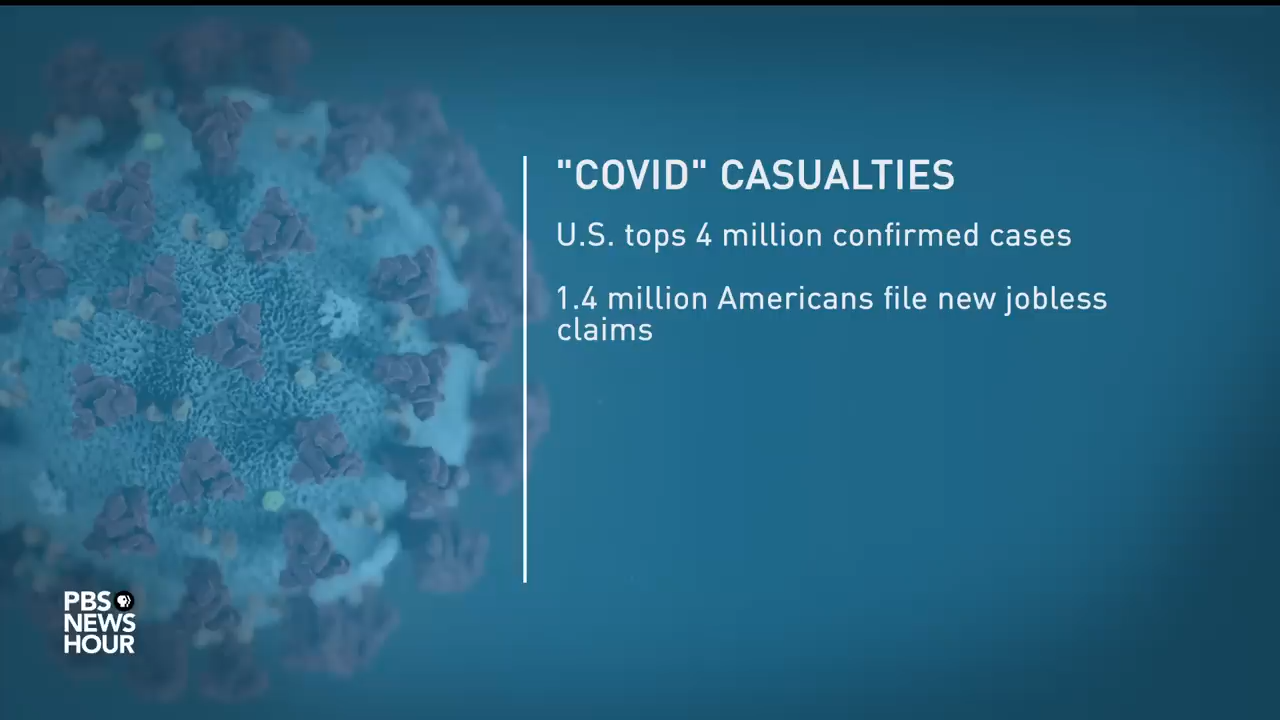 "COVID" CASUALTIES
U.S. tops 4 million confirmed cases
1.4 million Americans file new jobless
claims
PBS
NEWS
HOUR